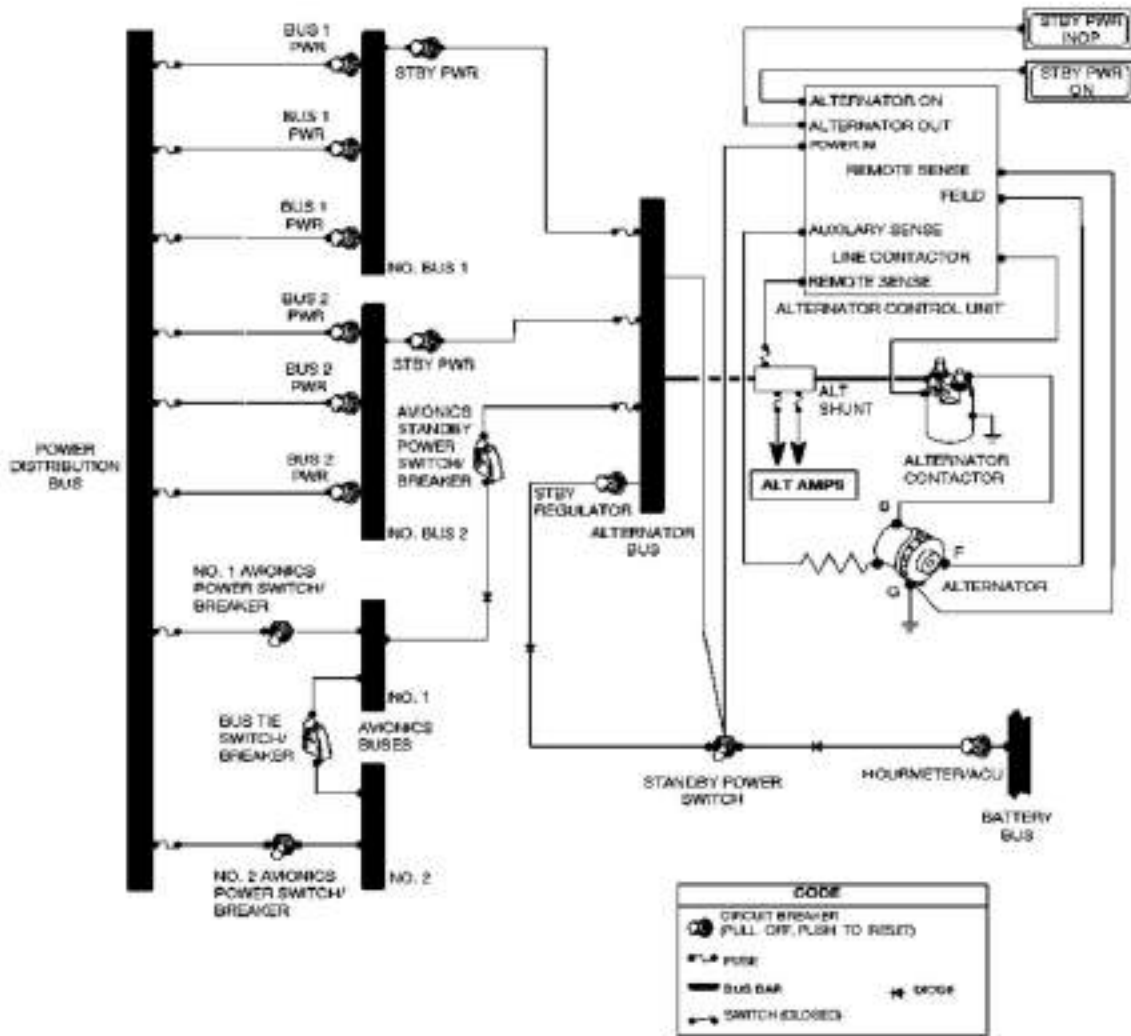 BUS 1
PWR
BUS 1
PWR
BUS 1
PWR
NO. BUS 1
BUS 2
PWR
BUS 2
PWR
BUS 2
PWR
NO. BUS 2
POWER
DISTRIBUTION
BUS
NO. 1 AVIONICS
POWER SWITCH/
BREAKER
BUS TIE
SWITCH/
BREAKER
NO. 2 AVIONICS
POWER SWITCH/
BREAKER
NO. 1
AVIONICS
BUSES
NO. 2
STBY PWR
STBY PWR
AVIONICS
STANDBY
POWER
SWITCH/
BREAKER
STBY
REGULATOR
ALTERNATOR
BUS
STBY PWR
INOP
STBY PWR
ON
ALTERNATOR ON
ALTERNATOR OUT
POWER IN
REMOTE SENSE
FEILD
AUXILARY SENSE
LINE CONTACTOR
REMOTE SENSE
ALTERNATOR CONTROL UNIT
ALT
SHUNT
ALT AMPS
ALTERNATOR
CONTACTOR
B
F
G
ALTERNATOR
STANDBY POWER
SWITCH
HOURMETER/ACU
BATTERY
BUS
CODE
CIRCUIT BREAKER
(PULL OFF, PUSH TO RESET)
FUSE
BUS BAR
DIODE
SWITCH (CLOSED)